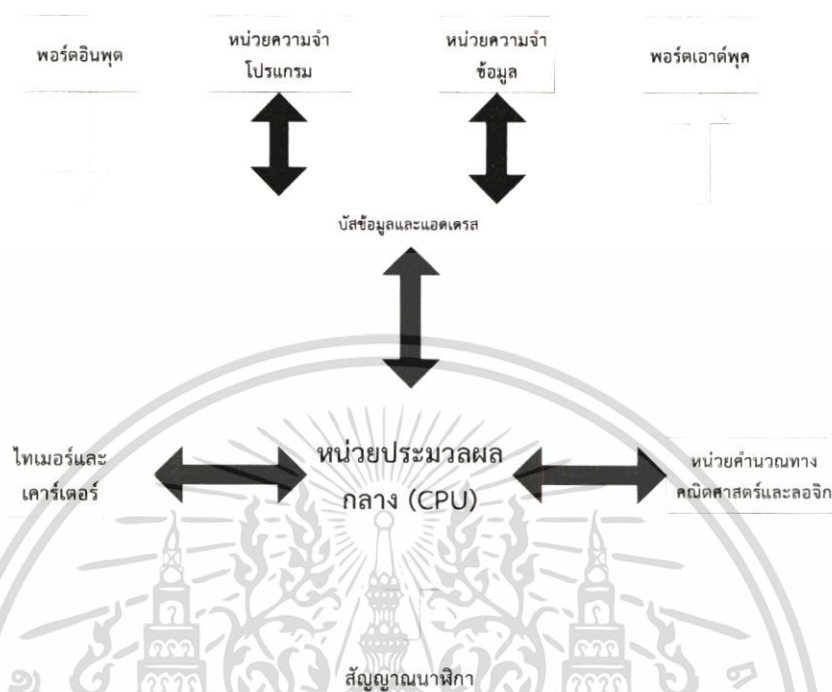 พอร์ตอินพุต
หน่วยความจำ
โปรแกรม
หน่วยความจำ
ข้อมูล
พอร์ตเอาต์พุต
บัสข้อมูลและแอดเดรส
ไทเมอร์และ
เคาร์เตอร์
หน่วยประมวลผล
กลาง (CPU)
หน่วยคำนวณทาง
คณิตศาสตร์และลอจิก
สัญญาณนาฬิกา